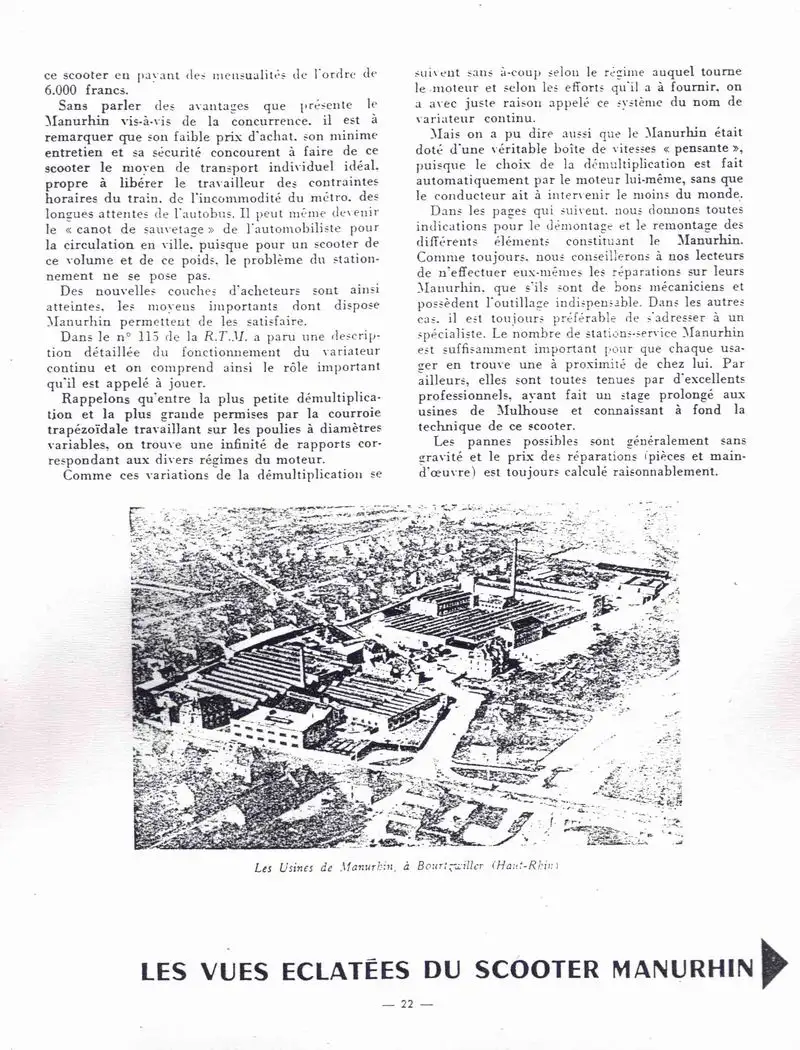 ce scooter en payant des mensualités de l'ordre de
6.000 francs.
Sans parler des avantages que présente le
Manurhin vis-à-vis de la concurrence, il est à
remarquer que son faible prix d'achat, son minime
entretien et sa sécurité concourent à faire de ce
scooter le moyen de transport individuel idéal,
propre à libérer le travailleur des contraintes
horaires du train, de l'incommodité du métro, des
longues attentes de l'autobus. Il peut même devenir
le « canot de sauvetage » de l'automobiliste pour
la circulation en ville, puisque pour un scooter de
ce volume et de ce poids, le problème du station-
nement ne se pose pas.
Des nouvelles couches d'acheteurs sont ainsi
atteintes, les moyens importants dont dispose
Manurhin permettent de les satisfaire.
Dans le n° 115 de la R.T.M. a paru une descrip-
tion détaillée du fonctionnement du variateur
continu et on comprend ainsi le rôle important
qu'il est appelé à jouer.
Rappelons qu'entre la plus petite démultiplica-
tion et la plus grande permises par la courroie
trapézoïdale travaillant sur les poulies à diamètres
variables, on trouve une infinité de rapports cor-
respondant aux divers régimes du moteur.
Comme ces variations de la démultiplication se
suivent sans à-coup selon le régime auquel tourne
le moteur et selon les efforts qu'il a à fournir, on
a avec juste raison appelé ce système du nom de
variateur continu.
Mais on a pu dire aussi que le Manurhin était
doté d'une véritable boîte de vitesses « pensante »,
puisque le choix de la démultiplication est fait
automatiquement par le moteur lui-même, sans que
le conducteur ait à intervenir le moins du monde.
Dans les pages qui suivent, nous donnons toutes
indications pour le démontage et le remontage des
différents éléments constituant le Manurhin.
Comme toujours, nous conseillerons à nos lecteurs
de n'effectuer eux-mêmes les réparations sur leurs
Manurhin, que s'ils sont de bons mécaniciens et
possèdent l'outillage indispensable. Dans les autres
cas, il est toujours préférable de s'adresser à un
spécialiste. Le nombre de stations-service Manurhin
est suffisamment important pour que chaque usa-
ger en trouve une à proximité de chez lui. Par
ailleurs, elles sont toutes tenues par d'excellents
professionnels, ayant fait un stage prolongé aux
usines de Mulhouse et connaissant à fond la
technique de ce scooter.
Les pannes possibles sont généralement sans
gravité et le prix des réparations (pièces et main-
d'œuvre) est toujours calculé raisonnablement.
Les Usines de Manurhin, à Bourtzwiller (Haut-Rhin)
LES VUES ECLATÉES DU SCOOTER MANURHIN
— 22 —